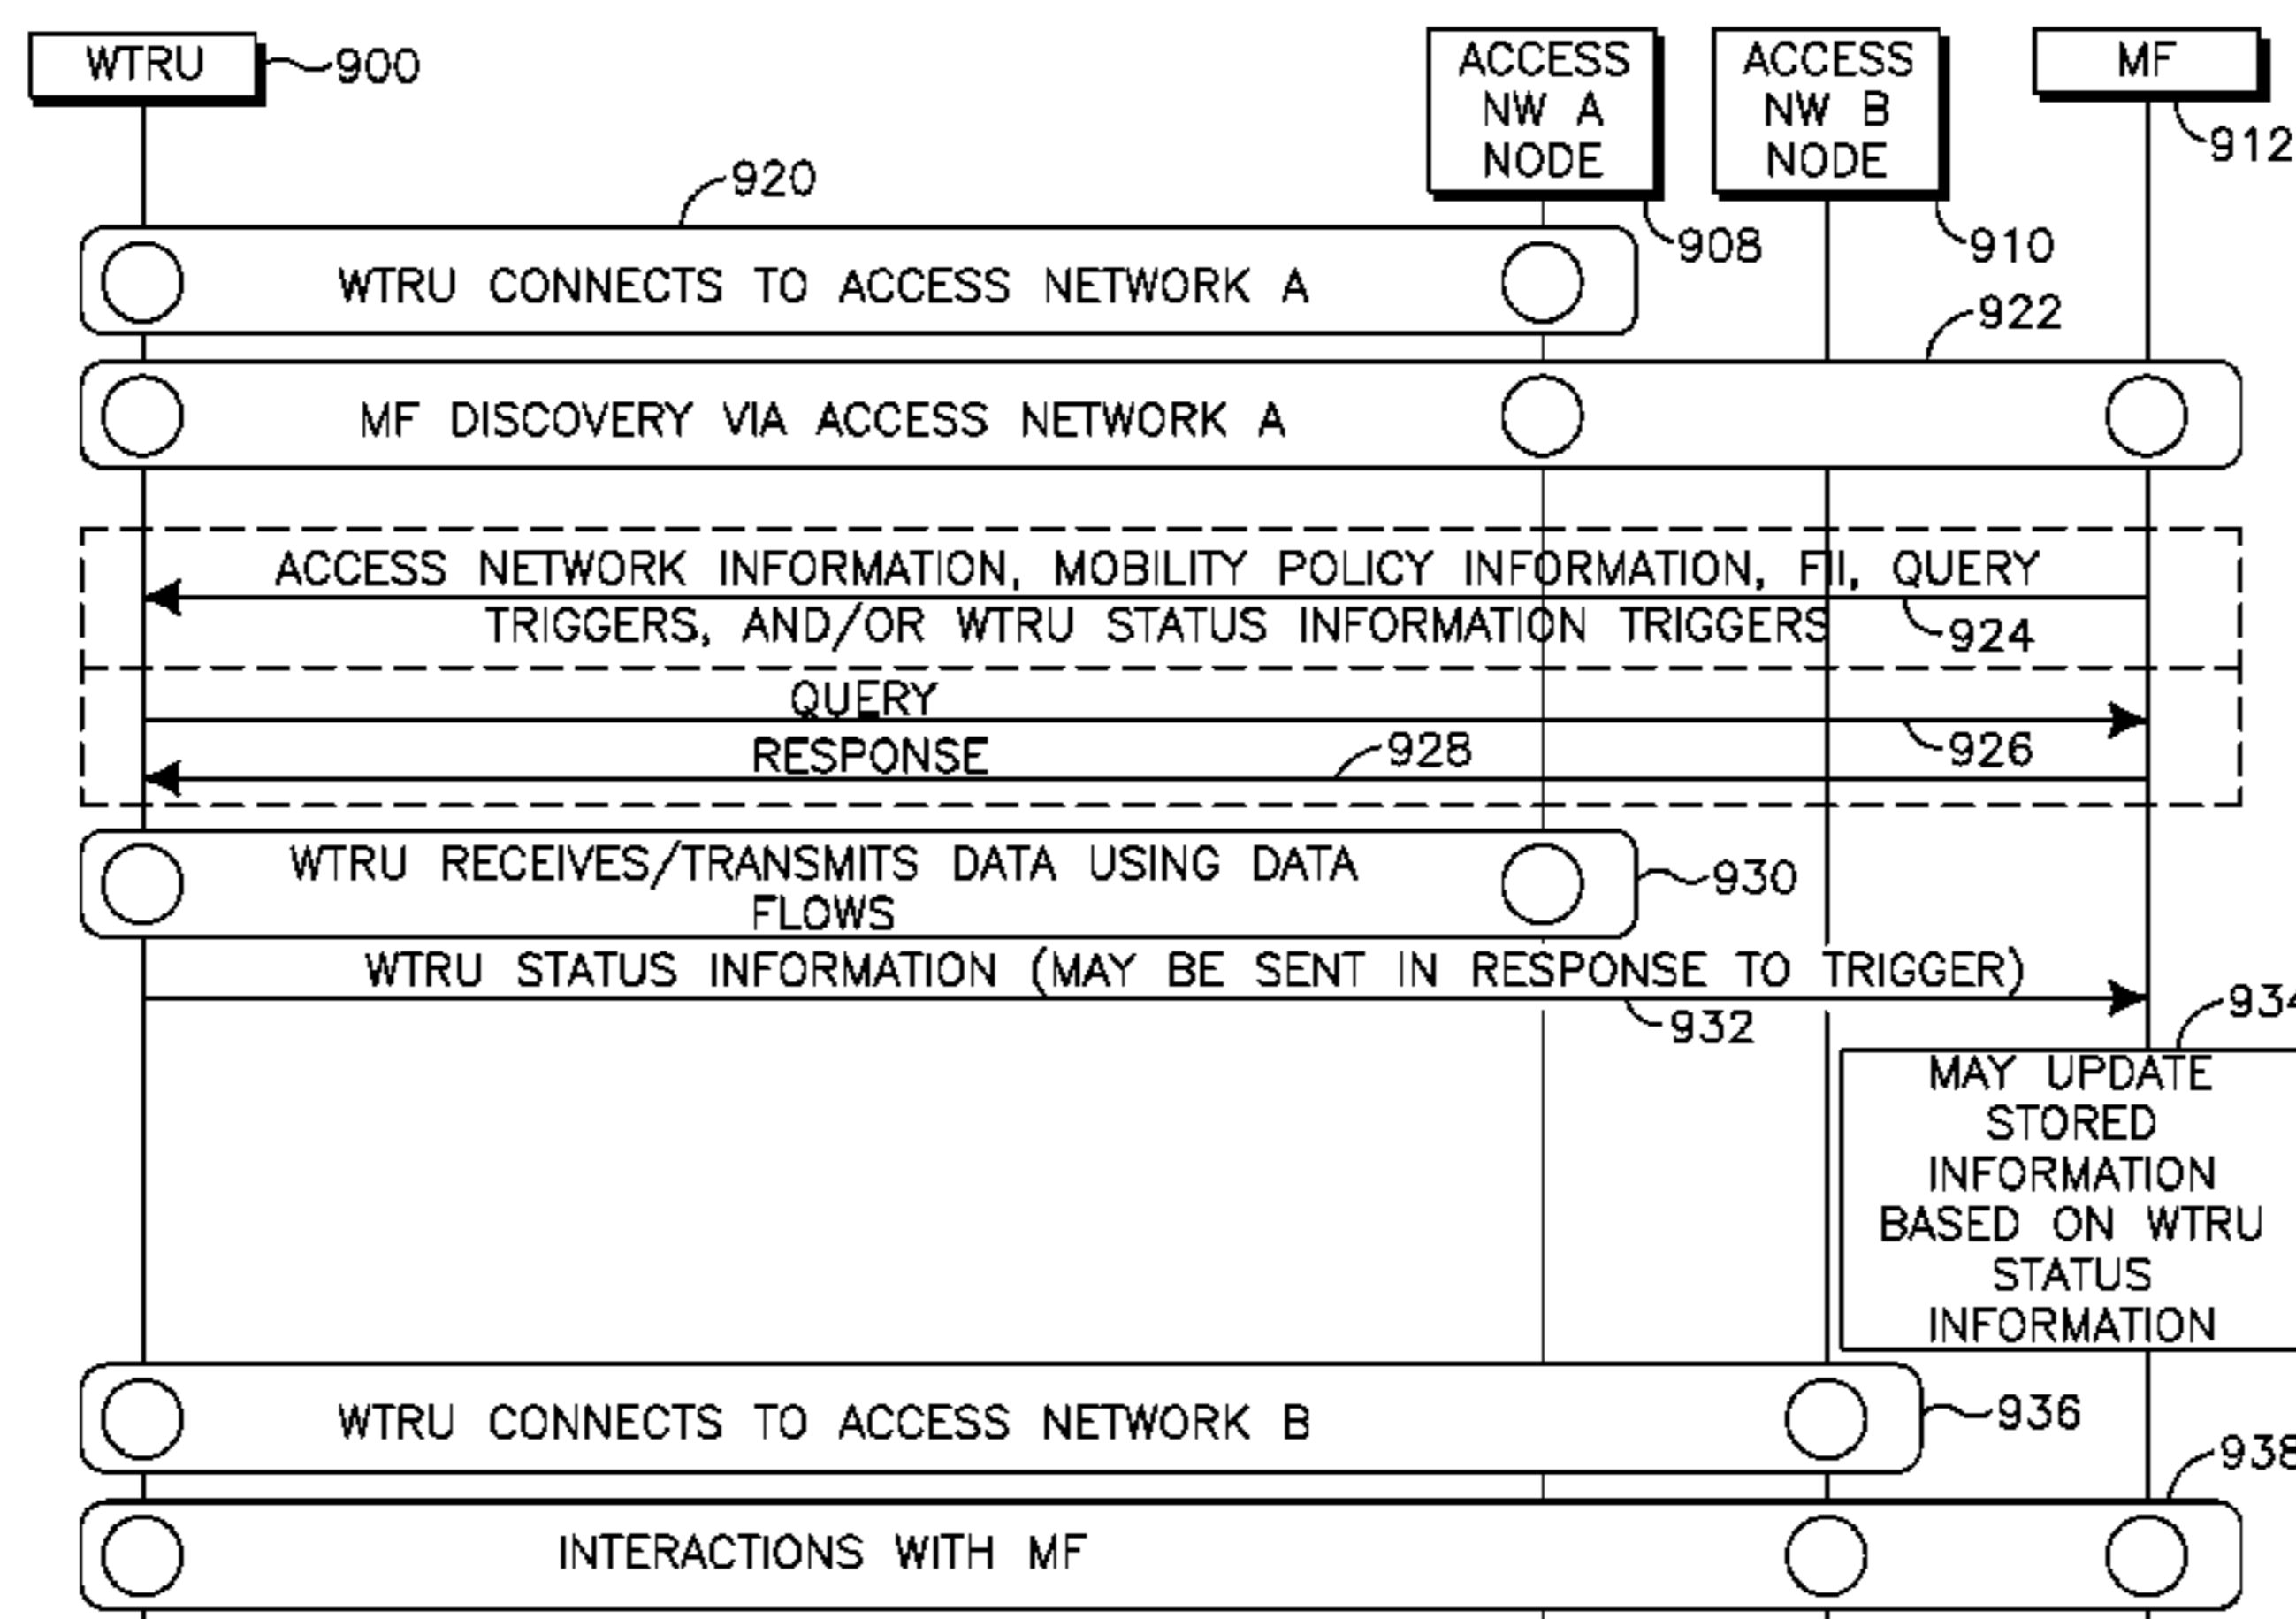 WTRU
900
ACCESS
NW A
NODE
908
ACCESS
NW B
NODE
910
MF
912
920
WTRU CONNECTS TO ACCESS NETWORK A
922
MF DISCOVERY VIA ACCESS NETWORK A
ACCESS NETWORK INFORMATION, MOBILITY POLICY INFORMATION, FII, QUERY
TRIGGERS, AND/OR WTRU STATUS INFORMATION TRIGGERS
924
QUERY
926
RESPONSE
928
WTRU RECEIVES/TRANSMITS DATA USING DATA
FLOWS
930
WTRU STATUS INFORMATION (MAY BE SENT IN RESPONSE TO TRIGGER)
932
934
MAY UPDATE
STORED
INFORMATION
BASED ON WTRU
STATUS
INFORMATION
WTRU CONNECTS TO ACCESS NETWORK B
936
938
INTERACTIONS WITH MF